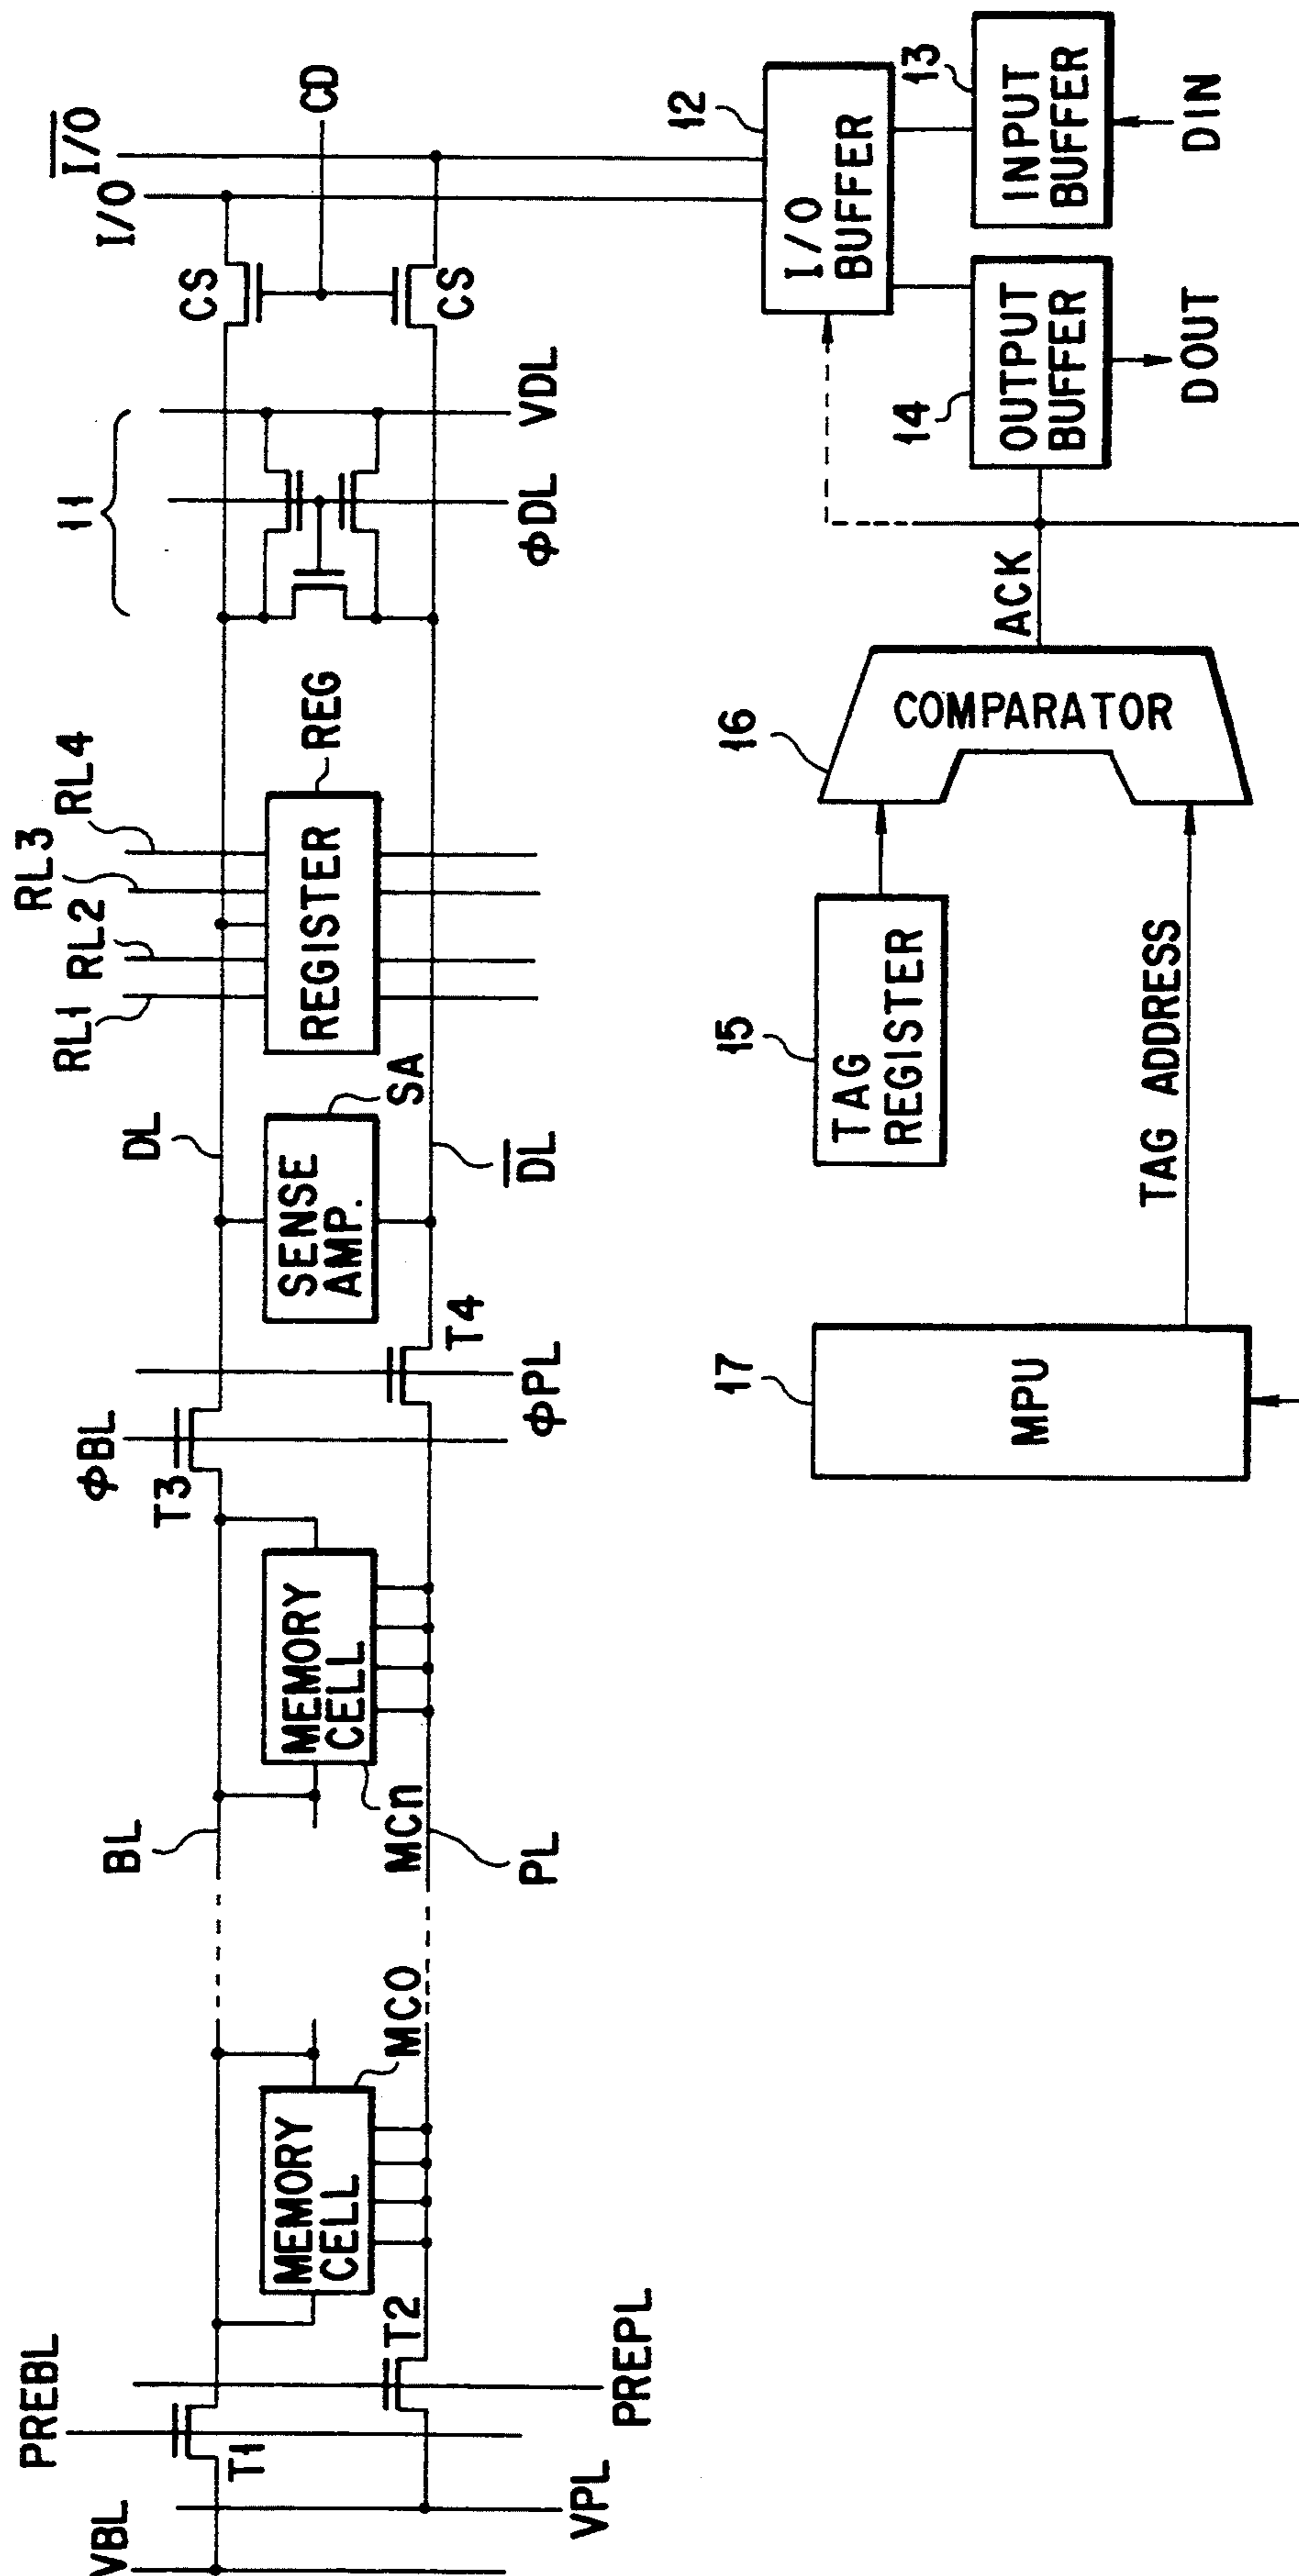 VBL
PREBL
T1
VPL
T2
PREPL
MEMORY
CELL
MC0
BL
MEMORY
CELL
MCn
PL
T3
φBL
T4
φPL
DL
SENSE
AMP.
SA
D̅L̅
RL1
RL2
RL3
RL4
REGISTER
REG
11
φDL
VDL
CS
CS
I/O
I̅/̅O̅
CD
17
MPU
15
TAG
REGISTER
TAG ADDRESS
16
COMPARATOR
ACK
12
I/O
BUFFER
14
OUTPUT
BUFFER
DOUT
13
INPUT
BUFFER
DIN